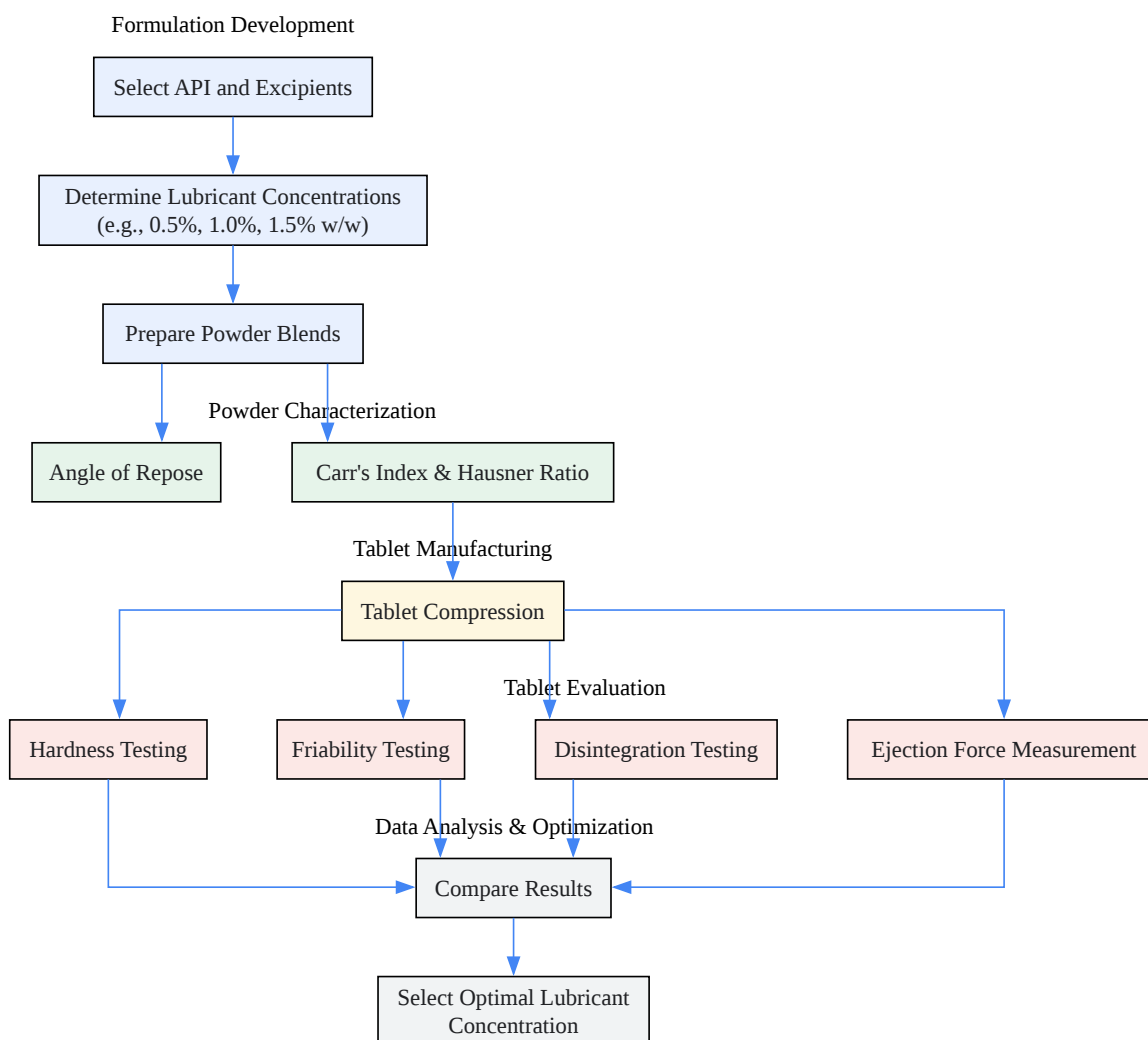 Formulation Development
Select API and Excipients
Determine Lubricant Concentrations
(e.g., 0.5%, 1.0%, 1.5% w/w)
Prepare Powder Blends
Powder Characterization
Angle of Repose
Carr's Index & Hausner Ratio
Tablet Manufacturing
Tablet Compression
Tablet Evaluation
Hardness Testing
Friability Testing
Disintegration Testing
Ejection Force Measurement
Data Analysis & Optimization
Compare Results
Select Optimal Lubricant
Concentration